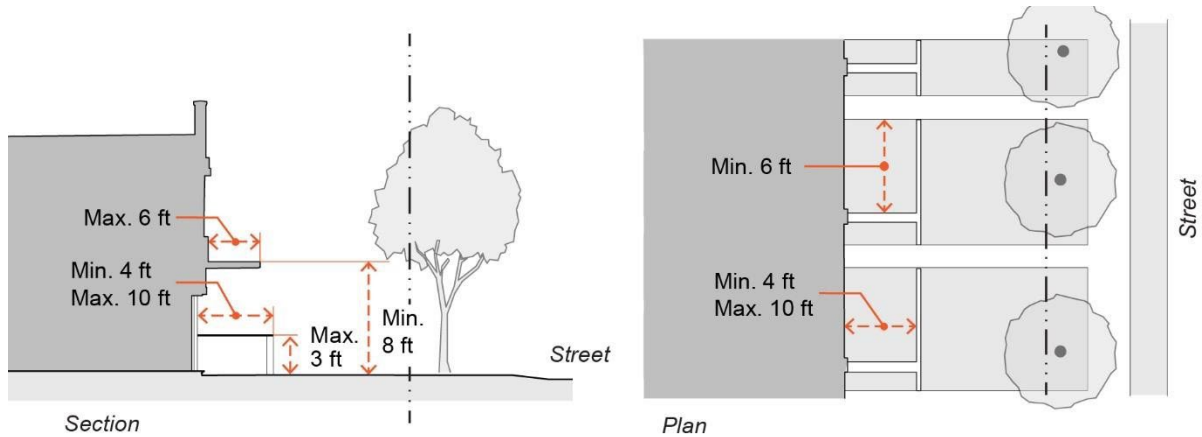 Max. 6 ft
Min. 4 ft
Max. 10 ft
Max.
3 ft
Min.
8 ft
Street
Section
Min. 6 ft
Min. 4 ft
Max. 10 ft
Street
Plan